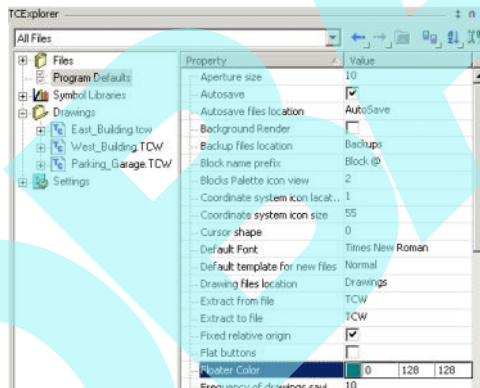 TCExplorer
All Files
Files
Program Defaults
Symbol Libraries
Drawings
East_Building.tcw
West_Building.TCW
Parking_Garage.TCW
Settings
Property Value
Aperture size 10
Autosave
Autosave files location AutoSave
Background Render
Backup files location Backups
Block name prefix Block @
Blocks Palette icon view 2
Coordinate system icon locat.. 1
Coordinate system icon size 55
Cursor shape 0
Default Font Times New Roman
Default template for new files Normal
Drawing files location Drawings
Extract from file TCW
Extract to file TCW
Fixed relative origin
Flat buttons
Floater Color 0 128 128
Frequency of drawings savi.. 10